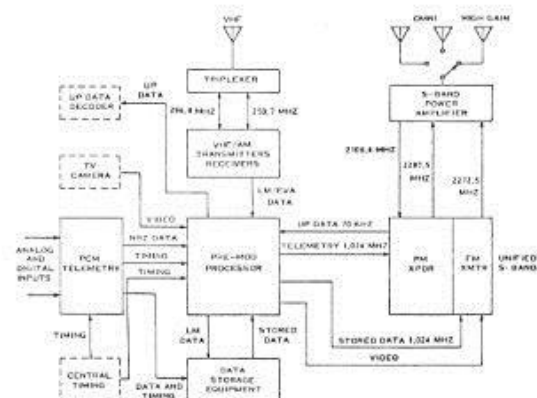 VHF
OMNI
HIGH GAIN
TRIPLEXER
UP DATA
DECODER
UP
DATA
296.8 MHZ
259.7 MHZ
S-BAND
POWER
AMPLIFIER
VHF/AM
TRANSMITTERS
RECEIVERS
2106.4 MHZ
2287.5
MHZ
2272.5
MHZ
TV
CAMERA
LM/EVA
DATA
VIDEO
UP DATA 70 KHZ
ANALOG
AND
DIGITAL
INPUTS
PCM
TELEMETRY
NRZ DATA
TIMING
TIMING
PRE-MOD
PROCESSOR
TELEMETRY 1.024 MHZ
PM
XPDR
FM
XMTR
UNIFIED
S-BAND
TIMING
LM
DATA
STORED
DATA
STORED DATA 1.024 MHZ
VIDEO
CENTRAL
TIMING
DATA AND
TIMING
DATA
STORAGE
EQUIPMENT